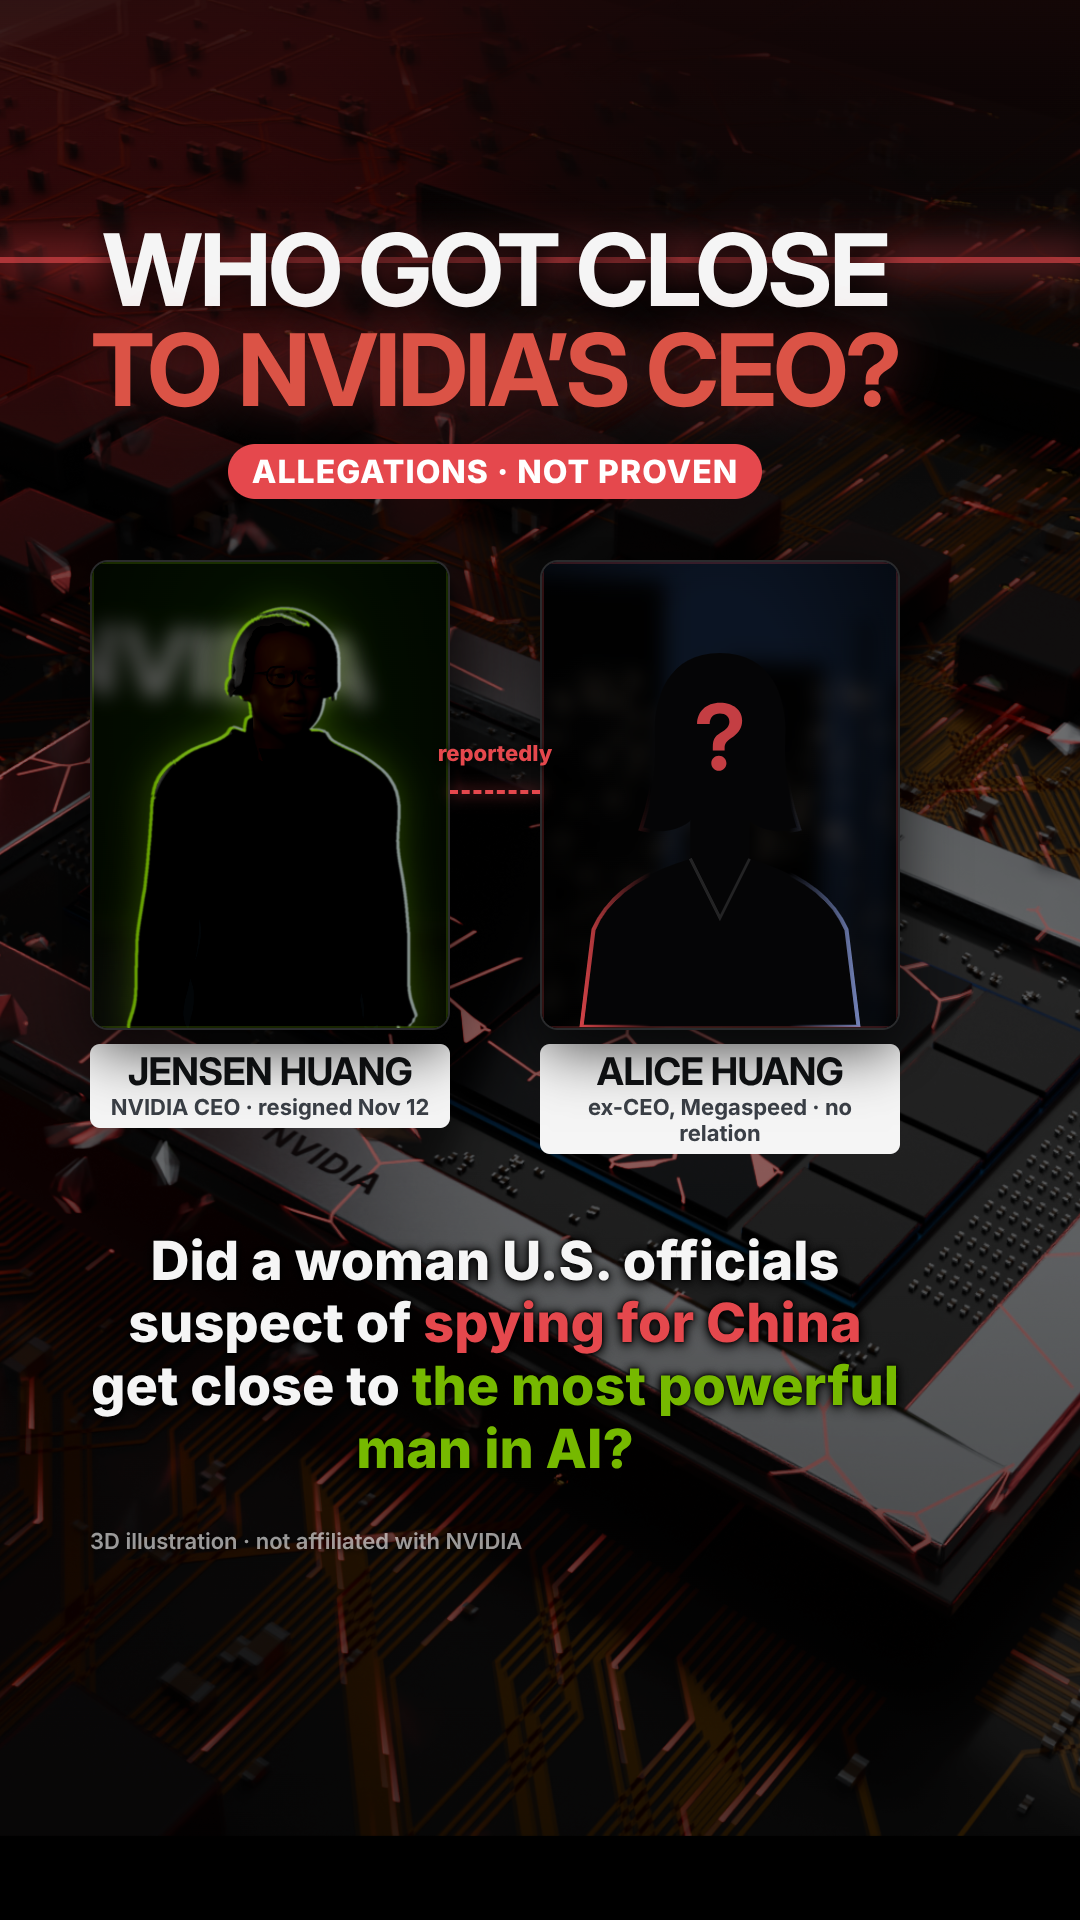 WHO GOT CLOSE
TO NVIDIA'S CEO?
ALLEGATIONS · NOT PROVEN
NVIDIA
reportedly
?
JENSEN HUANG
NVIDIA CEO · resigned Nov 12
ALICE HUANG
ex-CEO, Megaspeed · no
relation
NVIDIA
Did a woman U.S. officials
suspect of spying for China
get close to the most powerful
man in AI?
3D illustration · not affiliated with NVIDIA